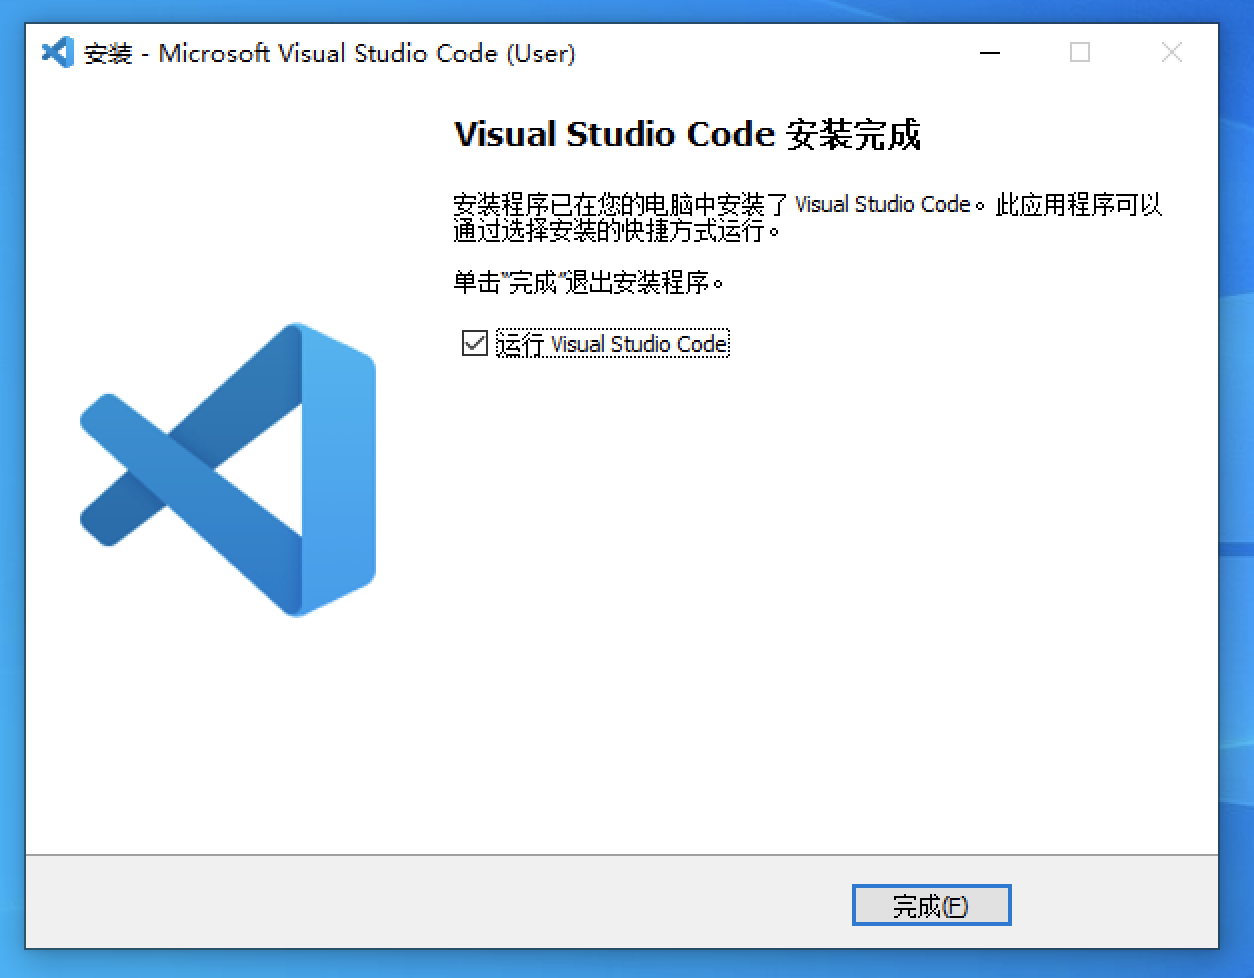 安装 - Microsoft Visual Studio Code (User)
Visual Studio Code 安装完成
安装程序已在您的电脑中安装了 Visual Studio Code。此应用程序可以
通过选择安装的快捷方式运行。
单击"完成"退出安装程序。
运行 Visual Studio Code
完成(F)